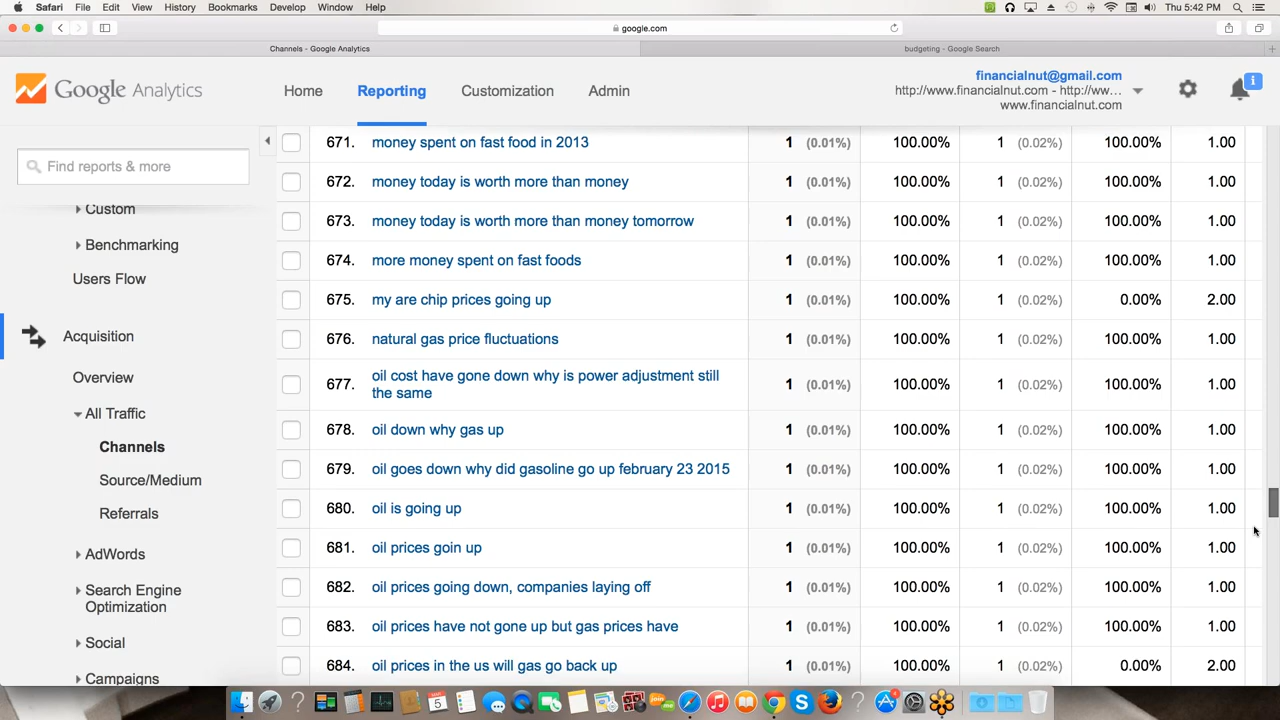 Safari File Edit View History Bookmarks Develop Window Help Thu 5:42 PM
google.com
Channels - Google Analytics budgeting - Google Search
Google Analytics Home Reporting Customization Admin
financialnut@gmail.com
http://www.financialnut.com - http://ww...
www.financialnut.com
Find reports & more
Custom
Benchmarking
Users Flow
Acquisition
Overview
All Traffic
Channels
Source/Medium
Referrals
AdWords
Search Engine
Optimization
Social
Campaigns
671. money spent on fast food in 2013 1 (0.01%) 100.00% 1 (0.02%) 100.00% 1.00
672. money today is worth more than money 1 (0.01%) 100.00% 1 (0.02%) 100.00% 1.00
673. money today is worth more than money tomorrow 1 (0.01%) 100.00% 1 (0.02%) 100.00% 1.00
674. more money spent on fast foods 1 (0.01%) 100.00% 1 (0.02%) 100.00% 1.00
675. my are chip prices going up 1 (0.01%) 100.00% 1 (0.02%) 0.00% 2.00
676. natural gas price fluctuations 1 (0.01%) 100.00% 1 (0.02%) 100.00% 1.00
677. oil cost have gone down why is power adjustment still
the same 1 (0.01%) 100.00% 1 (0.02%) 100.00% 1.00
678. oil down why gas up 1 (0.01%) 100.00% 1 (0.02%) 100.00% 1.00
679. oil goes down why did gasoline go up february 23 2015 1 (0.01%) 100.00% 1 (0.02%) 100.00% 1.00
680. oil is going up 1 (0.01%) 100.00% 1 (0.02%) 100.00% 1.00
681. oil prices goin up 1 (0.01%) 100.00% 1 (0.02%) 100.00% 1.00
682. oil prices going down, companies laying off 1 (0.01%) 100.00% 1 (0.02%) 100.00% 1.00
683. oil prices have not gone up but gas prices have 1 (0.01%) 100.00% 1 (0.02%) 100.00% 1.00
684. oil prices in the us will gas go back up 1 (0.01%) 100.00% 1 (0.02%) 0.00% 2.00